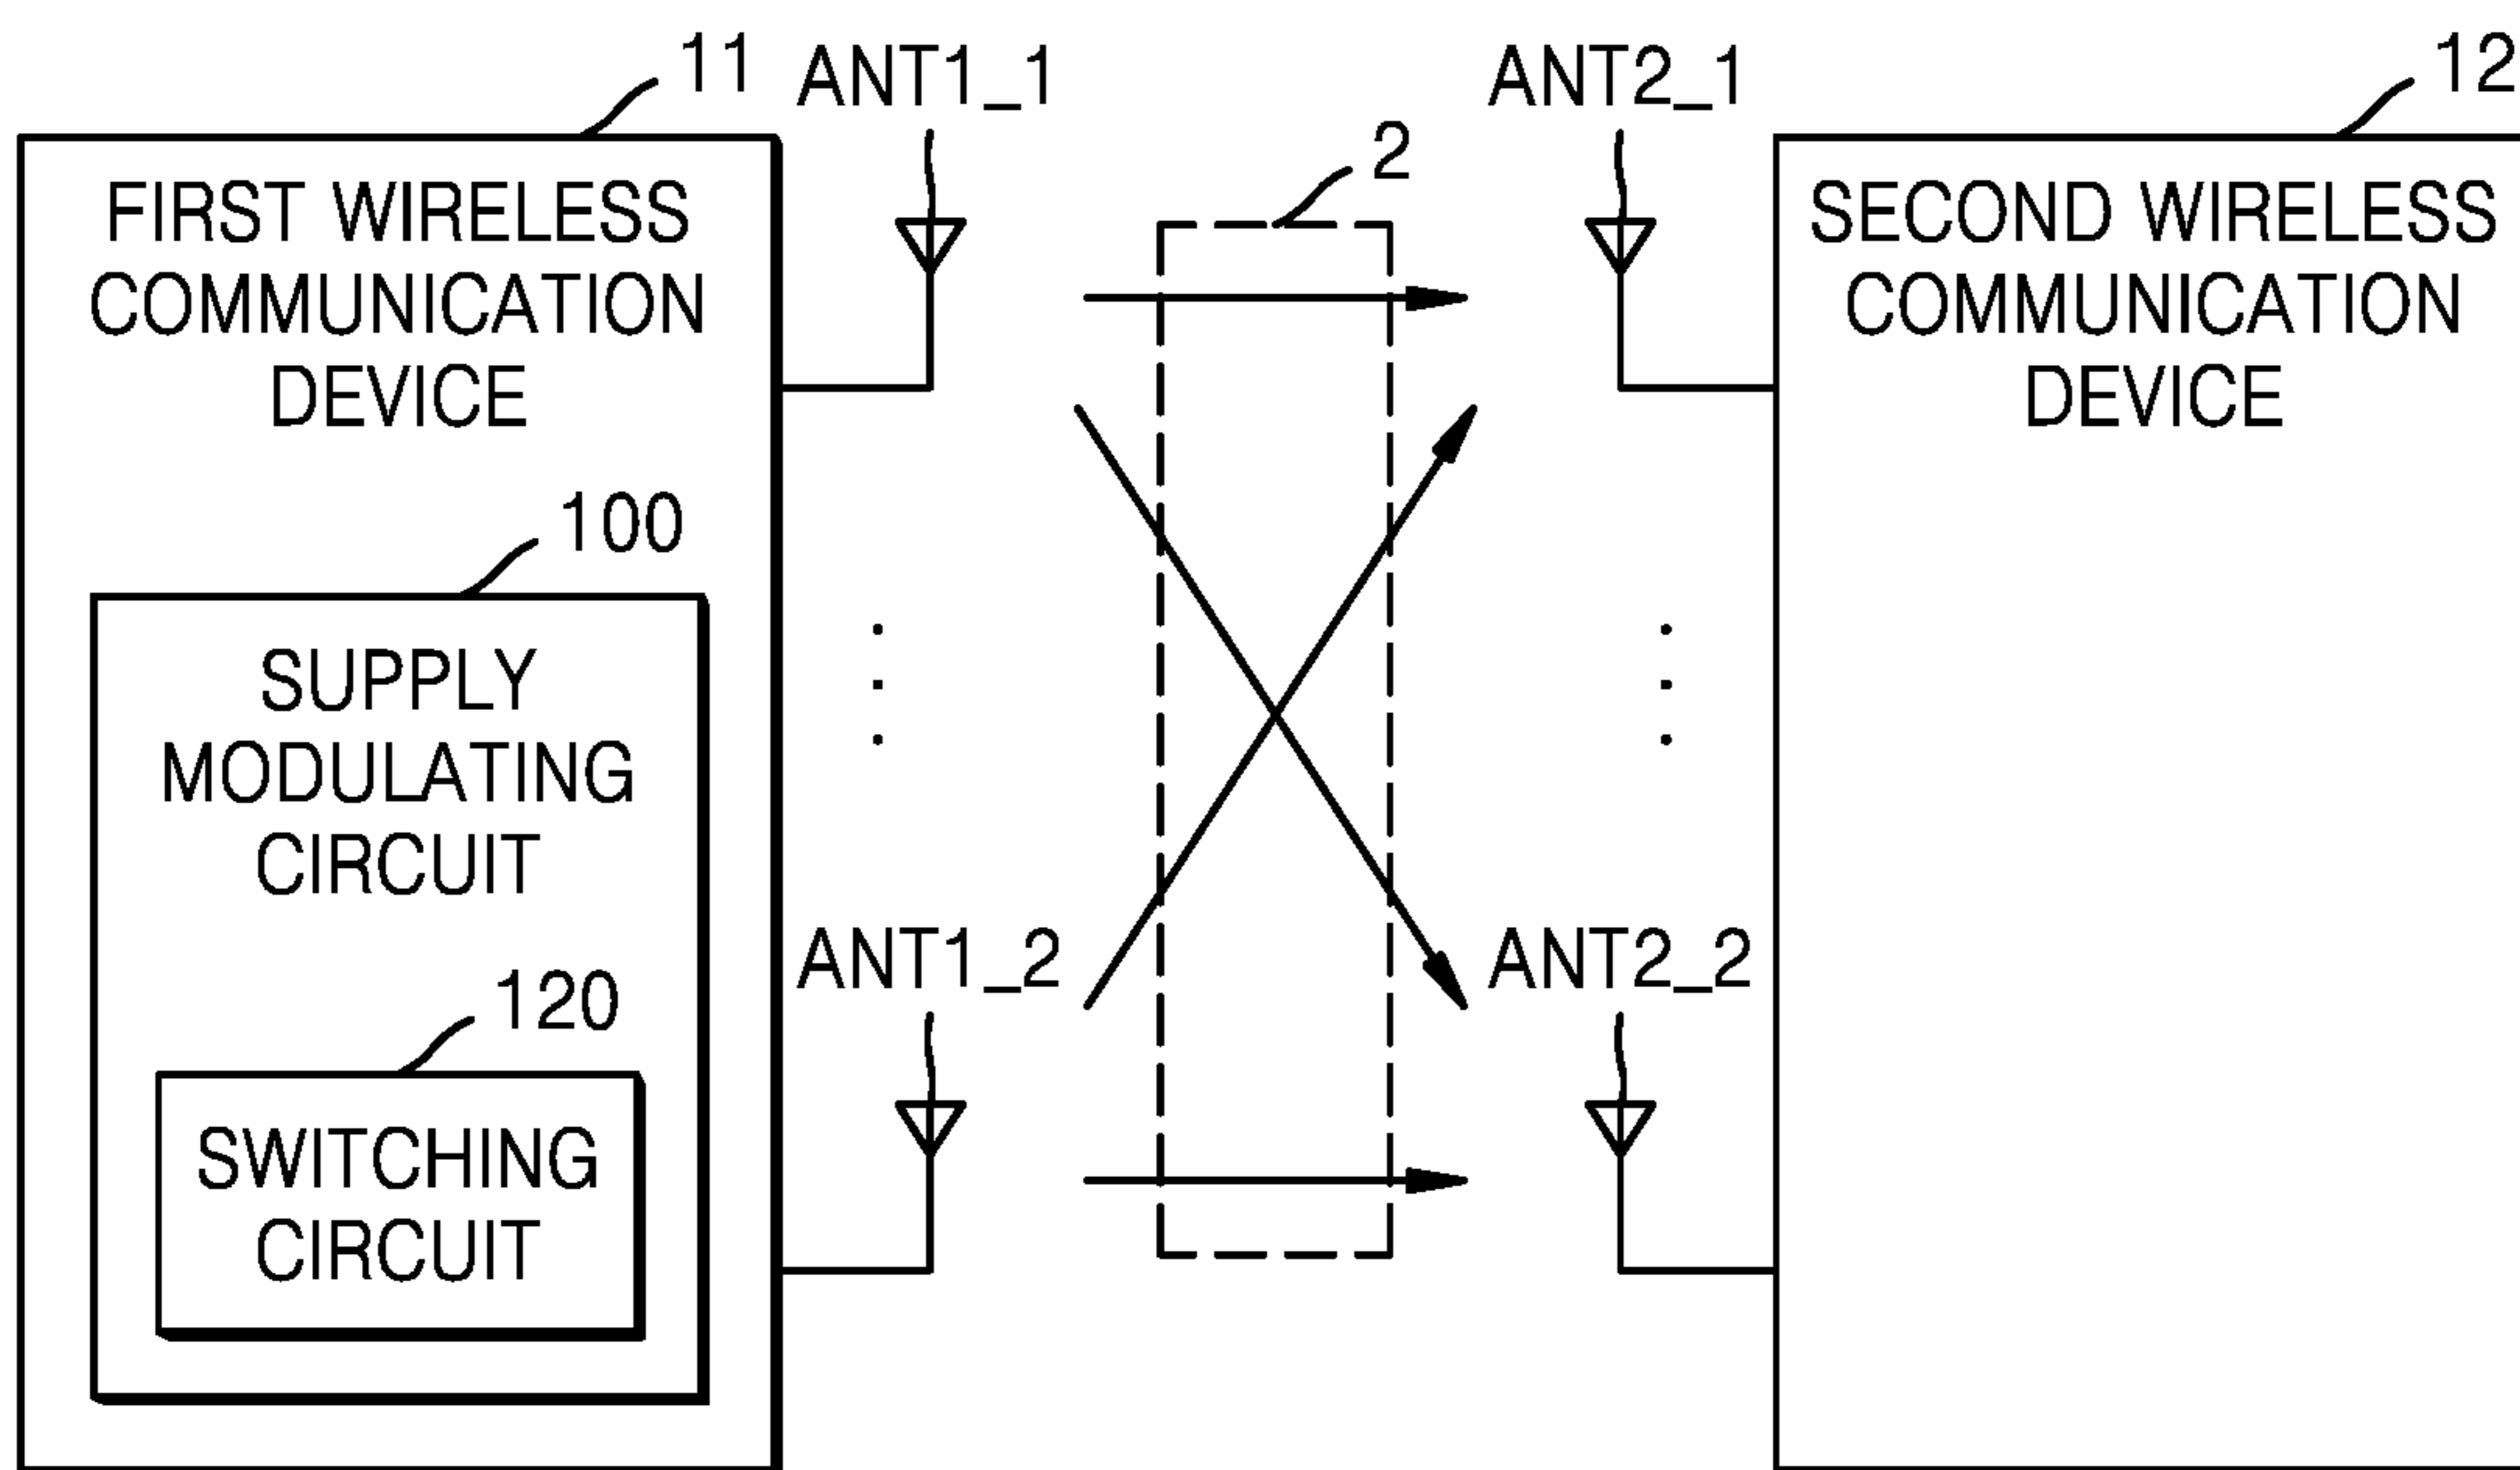 11
ANT1_1
ANT2_1
12
2
FIRST WIRELESS
COMMUNICATION
DEVICE
SECOND WIRELESS
COMMUNICATION
DEVICE
100
SUPPLY
MODULATING
CIRCUIT
ANT1_2
ANT2_2
120
SWITCHING
CIRCUIT